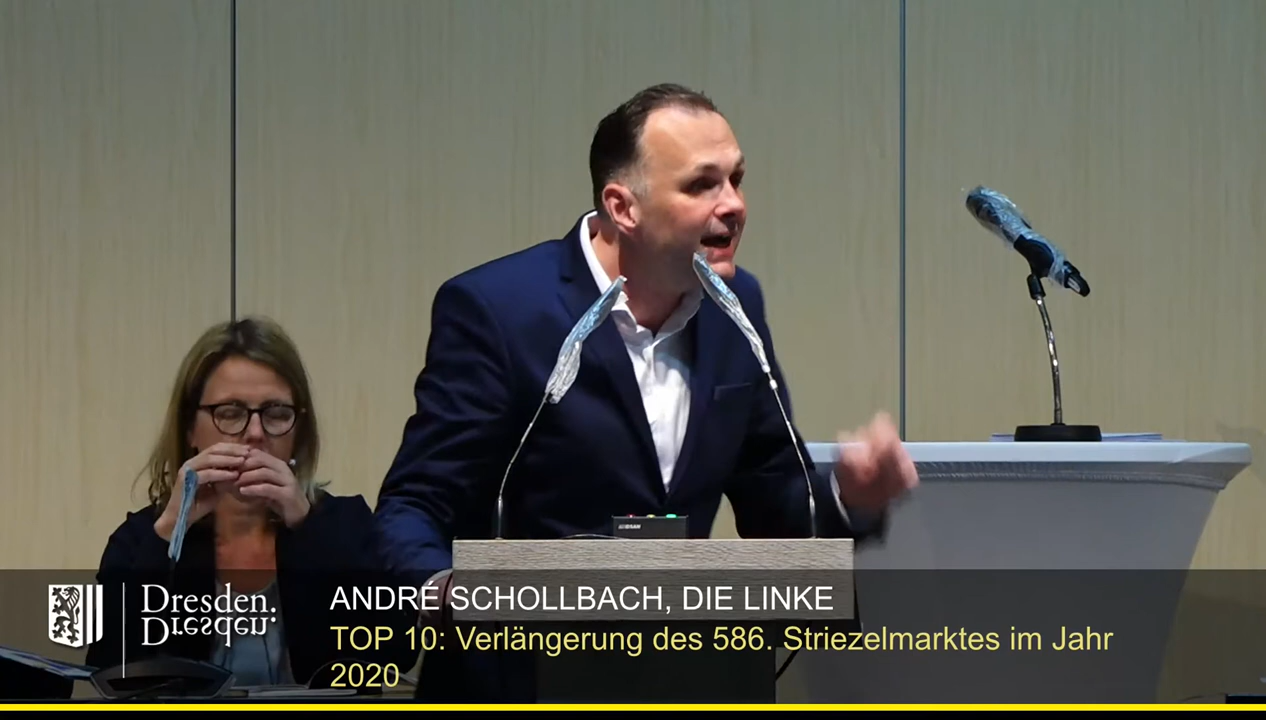 Dresden.
Dresden.
ANDRÉ SCHOLLBACH, DIE LINKE
TOP 10: Verlängerung des 586. Striezelmarktes im Jahr
2020